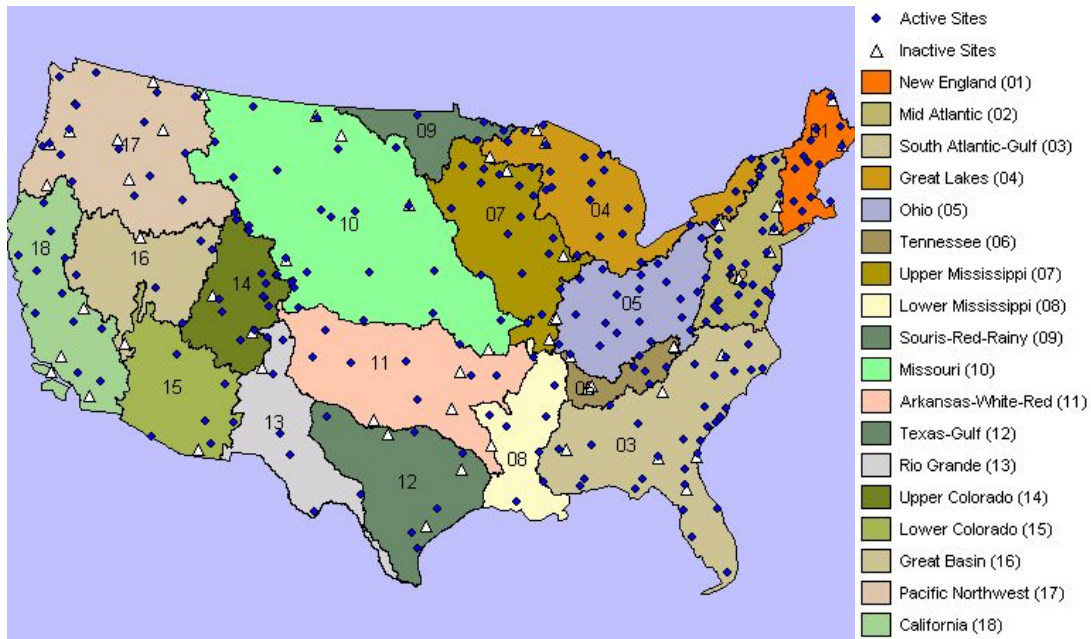 Active Sites
Inactive Sites
New England (01)
Mid Atlantic (02)
South Atlantic-Gulf (03)
Great Lakes (04)
Ohio (05)
Tennessee (06)
Upper Mississippi (07)
Lower Mississippi (08)
Souris-Red-Rainy (09)
Missouri (10)
Arkansas-White-Red (11)
Texas-Gulf (12)
Rio Grande (13)
Upper Colorado (14)
Lower Colorado (15)
Great Basin (16)
Pacific Northwest (17)
California (18)
01
09
17
10
07
04
18
16
14
02
05
11
15
06
13
03
08
12